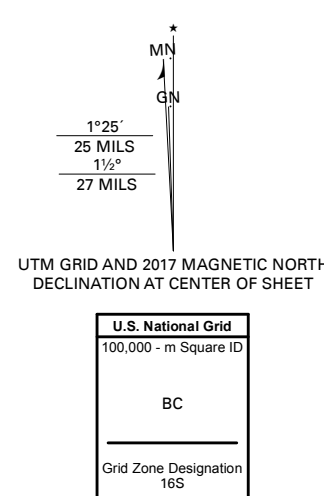 ★
MN
GN
1°25´
25 MILS
1½°
27 MILS
UTM GRID AND 2017 MAGNETIC NORTH
DECLINATION AT CENTER OF SHEET
U.S. National Grid
100,000 - m Square ID
BC
Grid Zone Designation
16S